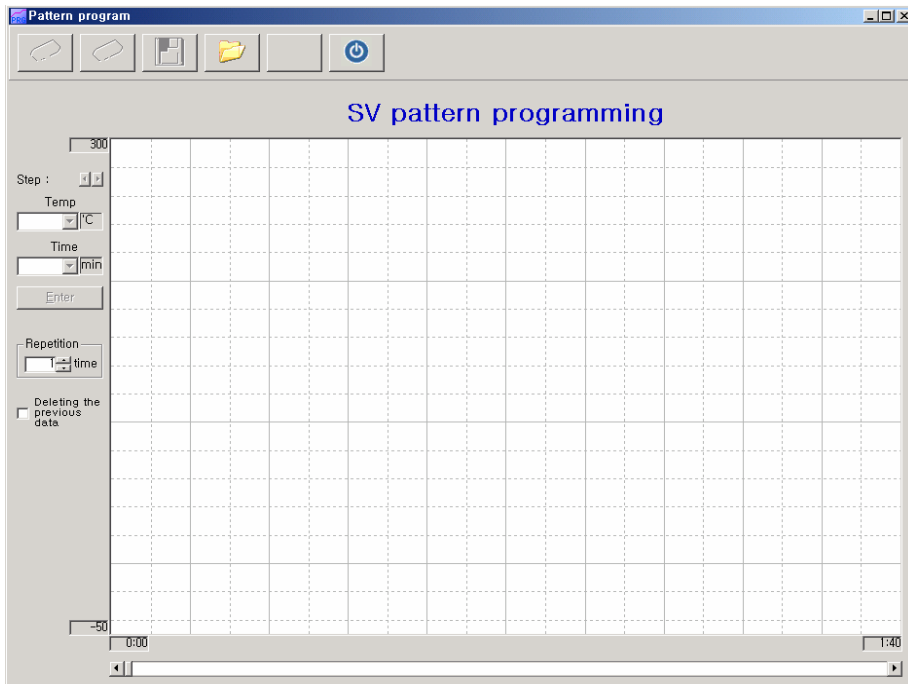 Pattern program
SV pattern programming
300
Step :
Temp
℃
Time
min
Enter
Repetition
1 time
Deleting the
previous
data
-50
0:00
1:40